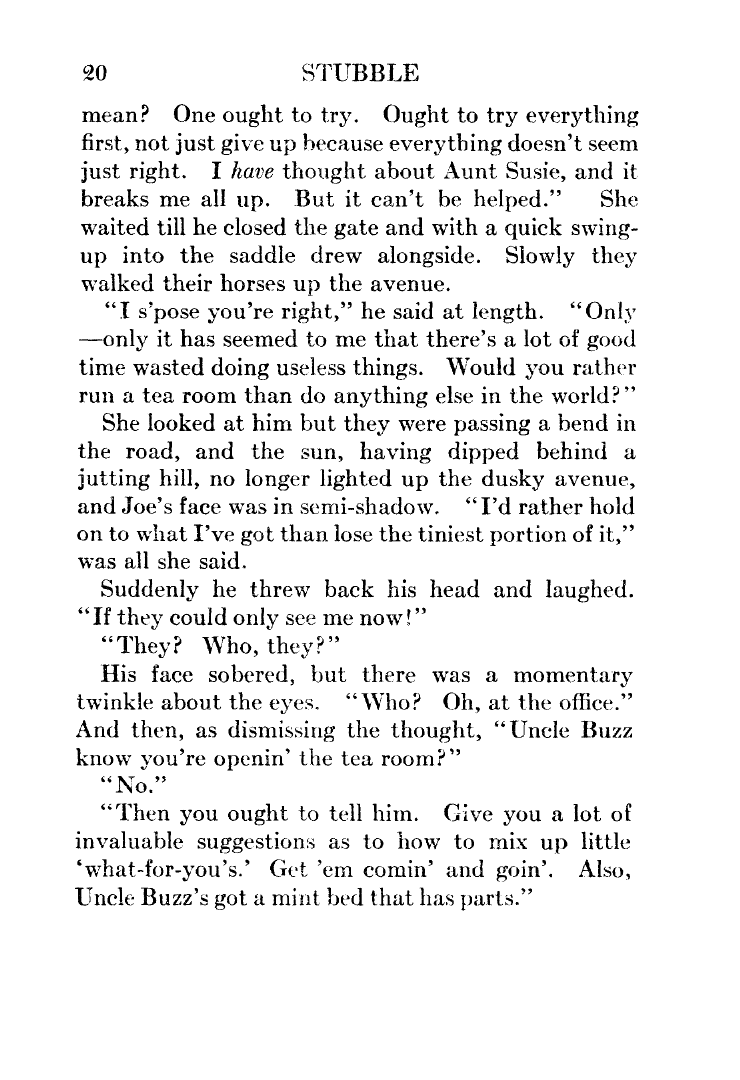 20 STUBBLE
mean? One ought to try. Ought to try everything
first, not just give up because everything doesn't seem
just right. I have thought about Aunt Susie, and it
breaks me all up. But it can't be helped." She
waited till he closed the gate and with a quick swing-
up into the saddle drew alongside. Slowly they
walked their horses up the avenue.
"I s'pose you're right," he said at length. "Only
—only it has seemed to me that there's a lot of good
time wasted doing useless things. Would you rather
run a tea room than do anything else in the world?"
She looked at him but they were passing a bend in
the road, and the sun, having dipped behind a
jutting hill, no longer lighted up the dusky avenue,
and Joe's face was in semi-shadow. "I'd rather hold
on to what I've got than lose the tiniest portion of it,"
was all she said.
Suddenly he threw back his head and laughed.
"If they could only see me now!"
"They? Who, they?"
His face sobered, but there was a momentary
twinkle about the eyes. "Who? Oh, at the office."
And then, as dismissing the thought, "Uncle Buzz
know you're openin' the tea room?"
"No."
"Then you ought to tell him. Give you a lot of
invaluable suggestions as to how to mix up little
'what-for-you's.' Get 'em comin' and goin'. Also,
Uncle Buzz's got a mint bed that has parts."